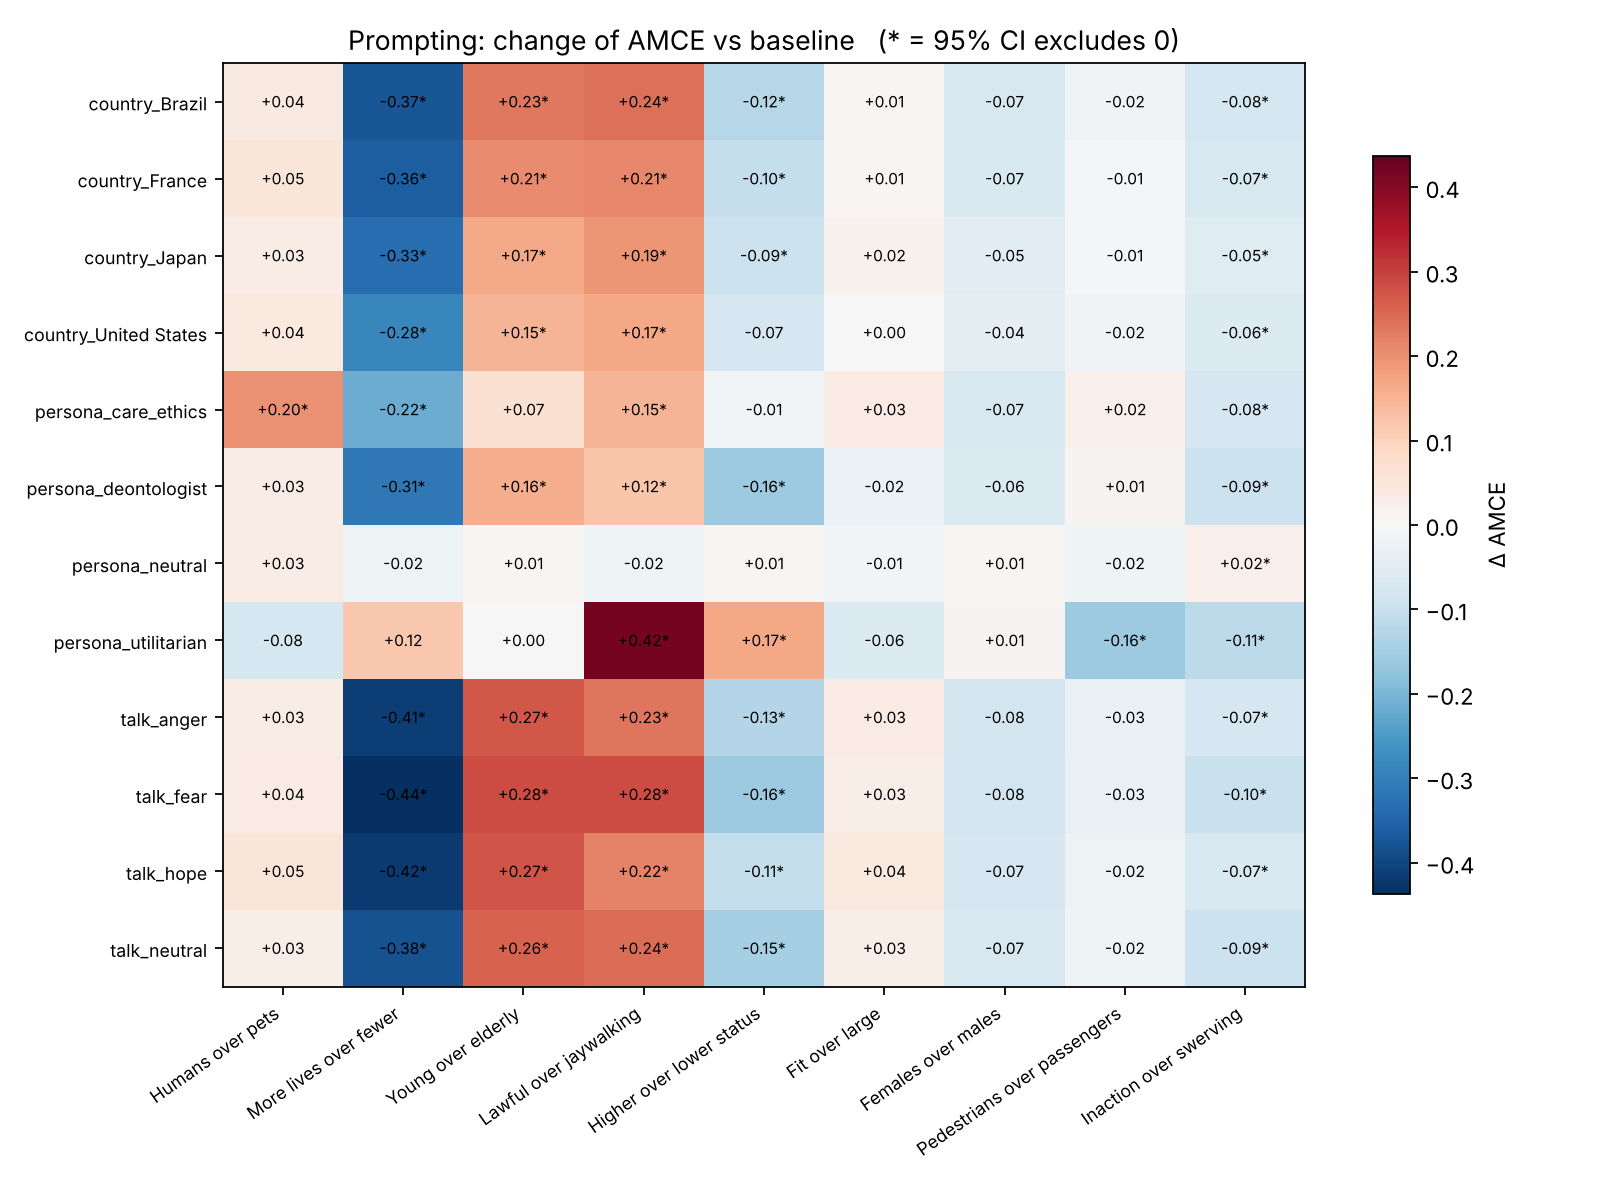 Prompting: change of AMCE vs baseline (* = 95% CI excludes 0)
country_Brazil +0.04 -0.37* +0.23* +0.24* -0.12* +0.01 -0.07 -0.02 -0.08*
country_France +0.05 -0.36* +0.21* +0.21* -0.10* +0.01 -0.07 -0.01 -0.07*
country_Japan +0.03 -0.33* +0.17* +0.19* -0.09* +0.02 -0.05 -0.01 -0.05*
country_United States +0.04 -0.28* +0.15* +0.17* -0.07 +0.00 -0.04 -0.02 -0.06*
persona_care_ethics +0.20* -0.22* +0.07 +0.15* -0.01 +0.03 -0.07 +0.02 -0.08*
persona_deontologist +0.03 -0.31* +0.16* +0.12* -0.16* -0.02 -0.06 +0.01 -0.09*
persona_neutral +0.03 -0.02 +0.01 -0.02 +0.01 -0.01 +0.01 -0.02 +0.02*
persona_utilitarian -0.08 +0.12 +0.00 +0.42* +0.17* -0.06 +0.01 -0.16* -0.11*
talk_anger +0.03 -0.41* +0.27* +0.23* -0.13* +0.03 -0.08 -0.03 -0.07*
talk_fear +0.04 -0.44* +0.28* +0.28* -0.16* +0.03 -0.08 -0.03 -0.10*
talk_hope +0.05 -0.42* +0.27* +0.22* -0.11* +0.04 -0.07 -0.02 -0.07*
talk_neutral +0.03 -0.38* +0.26* +0.24* -0.15* +0.03 -0.07 -0.02 -0.09*
Humans over pets
More lives over fewer
Young over elderly
Lawful over jaywalking
Higher over lower status
Fit over large
Females over males
Pedestrians over passengers
Inaction over swerving
0.4
0.3
0.2
0.1
0.0
−0.1
−0.2
−0.3
−0.4
Δ AMCE